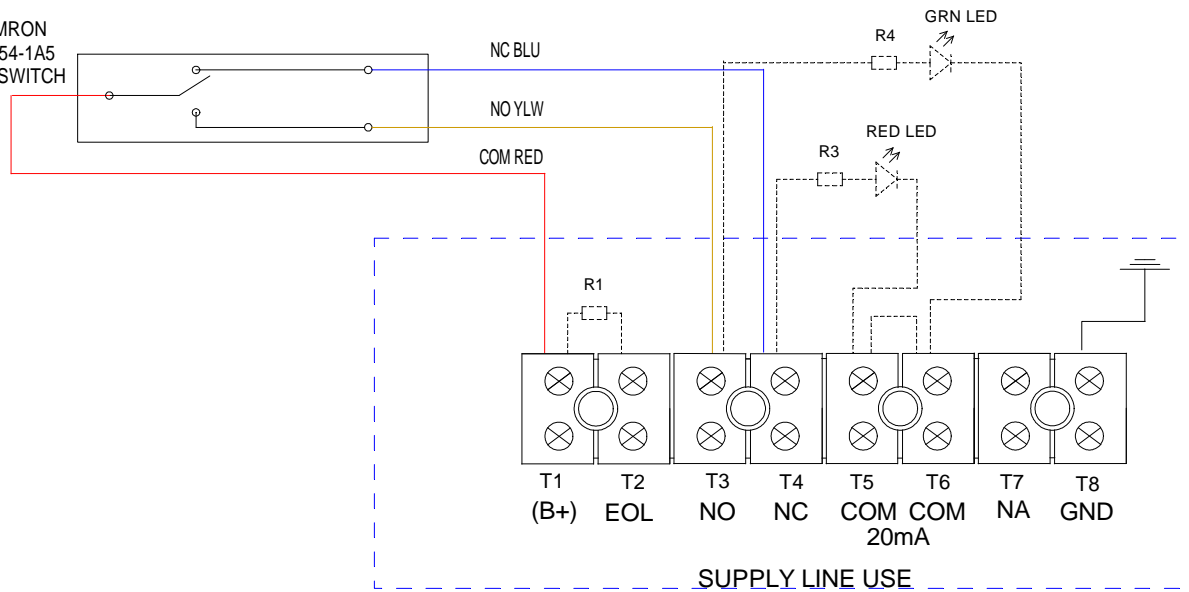 54-1A5
SWITCH
NC BLU
NO YLW
COM RED
R4
GRN LED
R3
RED LED
R1
T1 T2 T3 T4 T5 T6 T7 T8
(B+) EOL NO NC COM COM NA GND
20mA
SUPPLY LINE USE